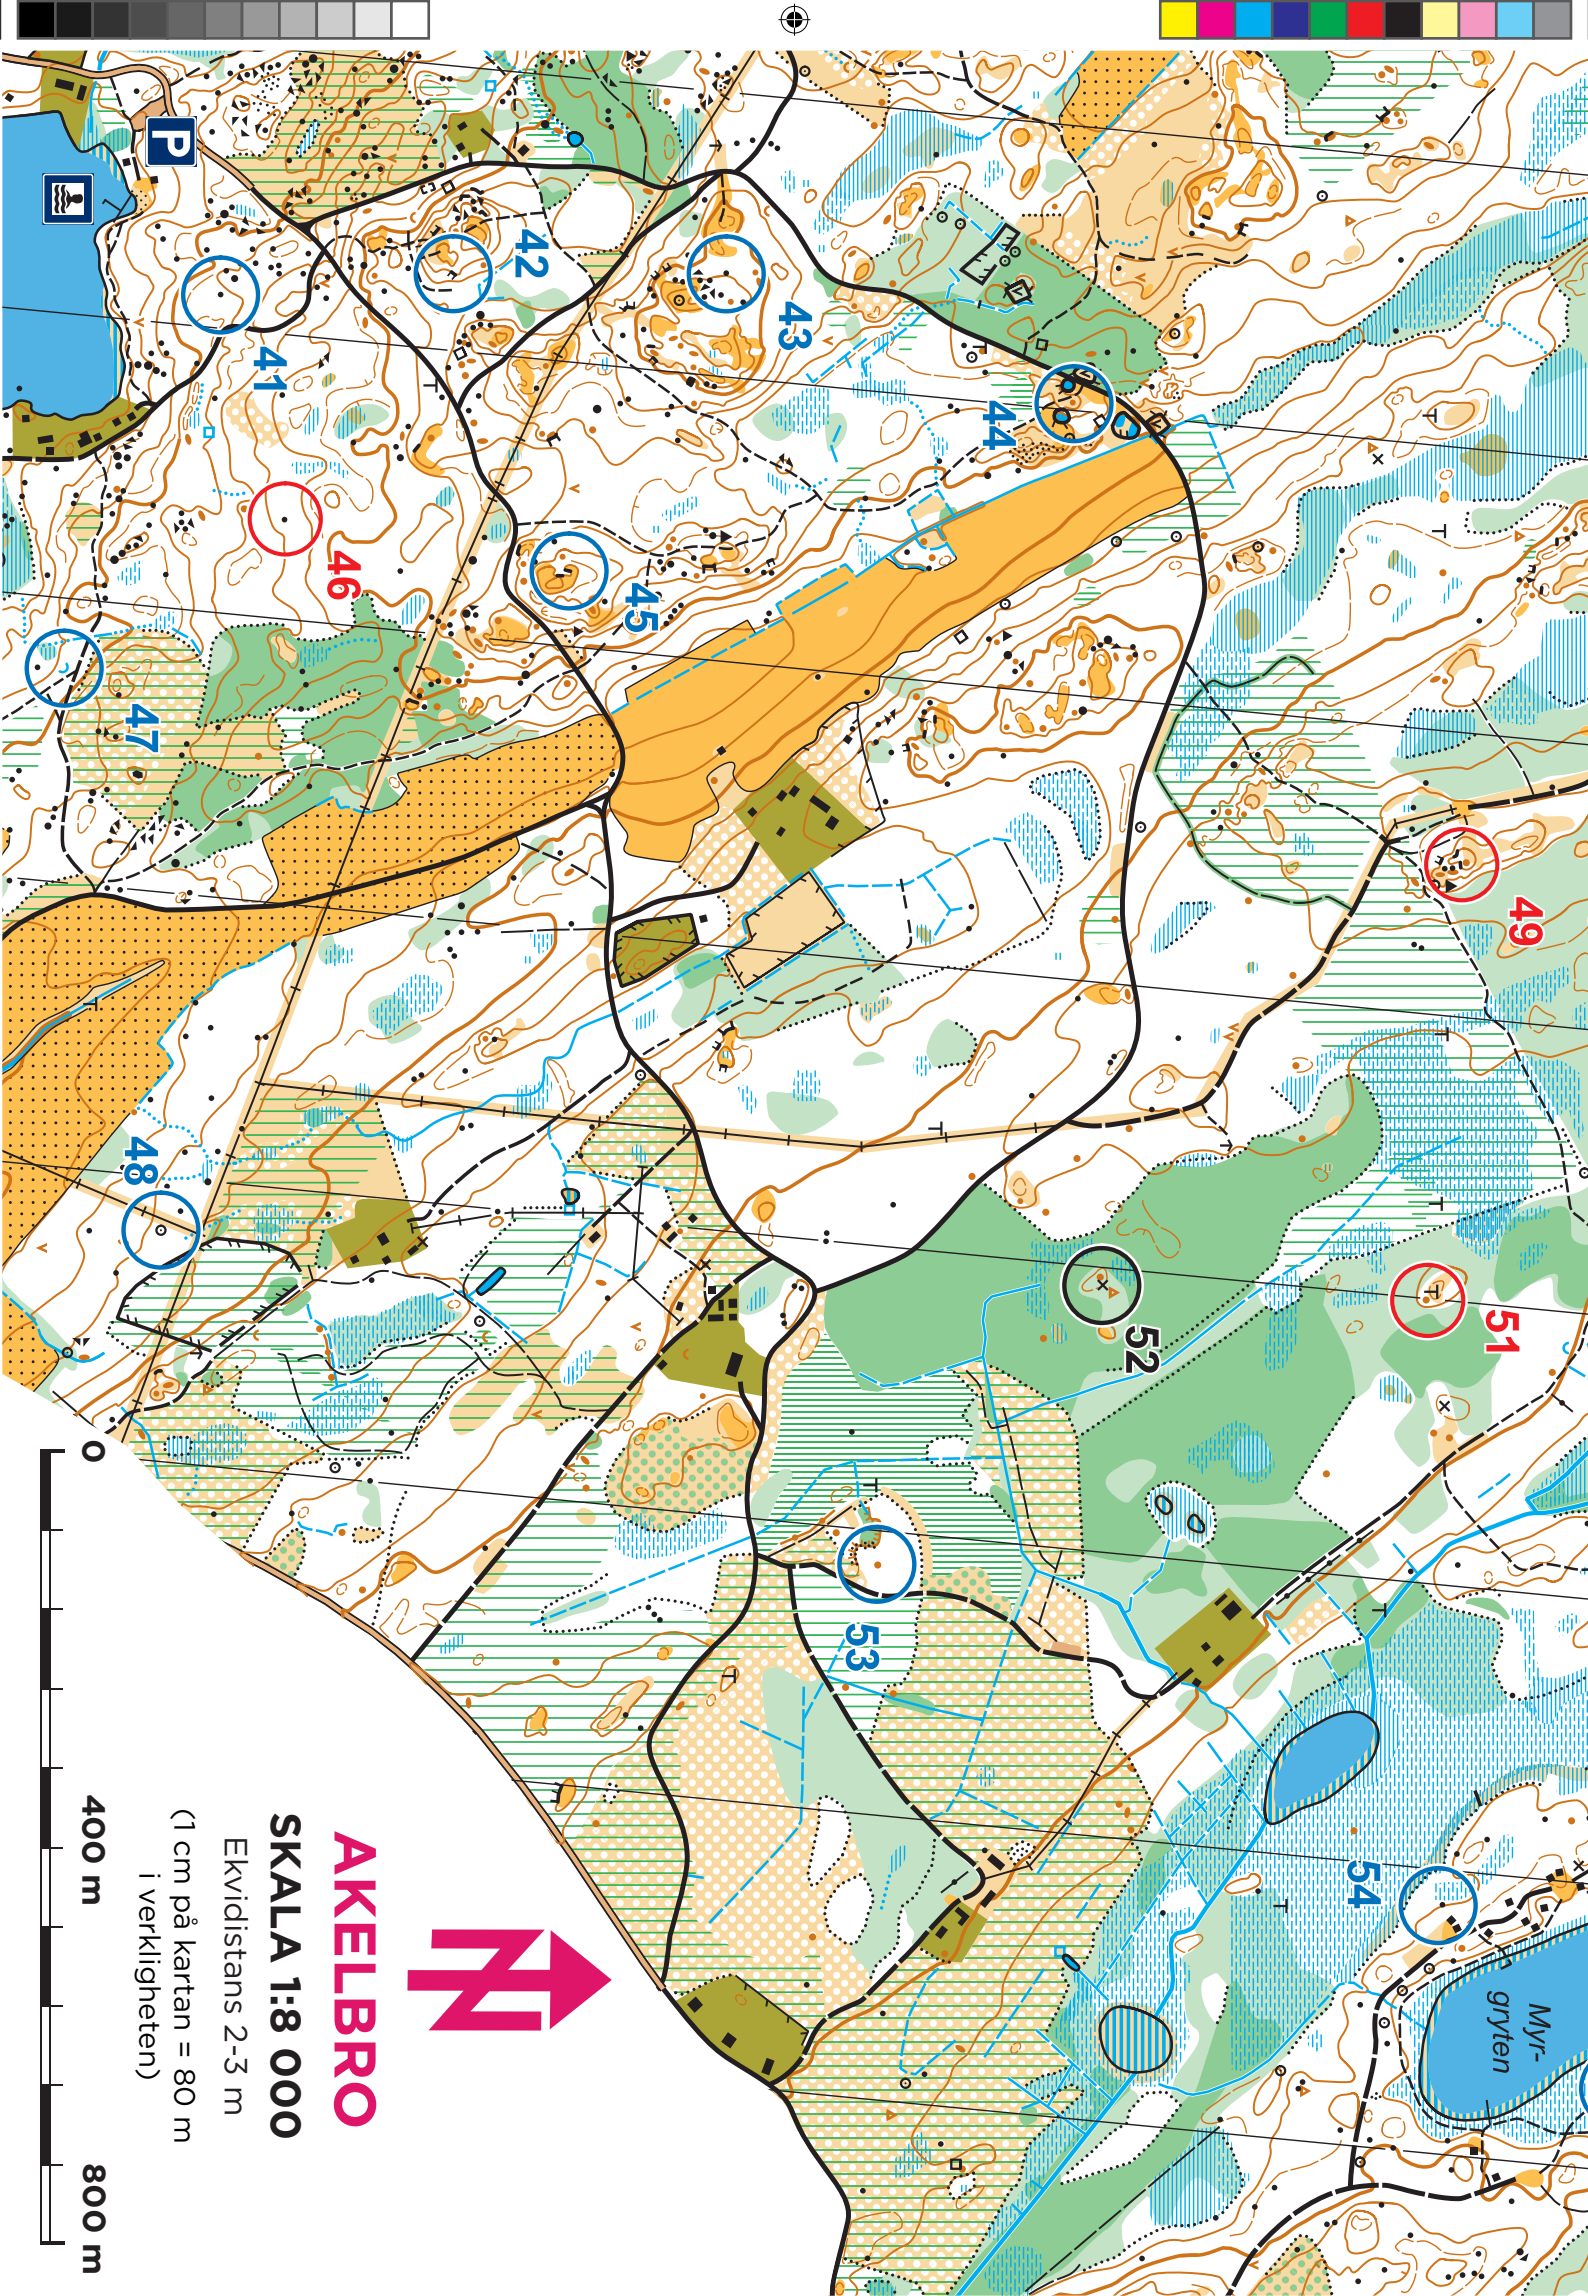 P
42
43
41
44
46
45
47
49
48
51
52
53
54
Myr-
gryten
0
400 m
800 m
AKELBRO
SKALA 1:8 000
Ekvidistans 2-3 m
(1 cm på kartan = 80 m
i verkligheten)